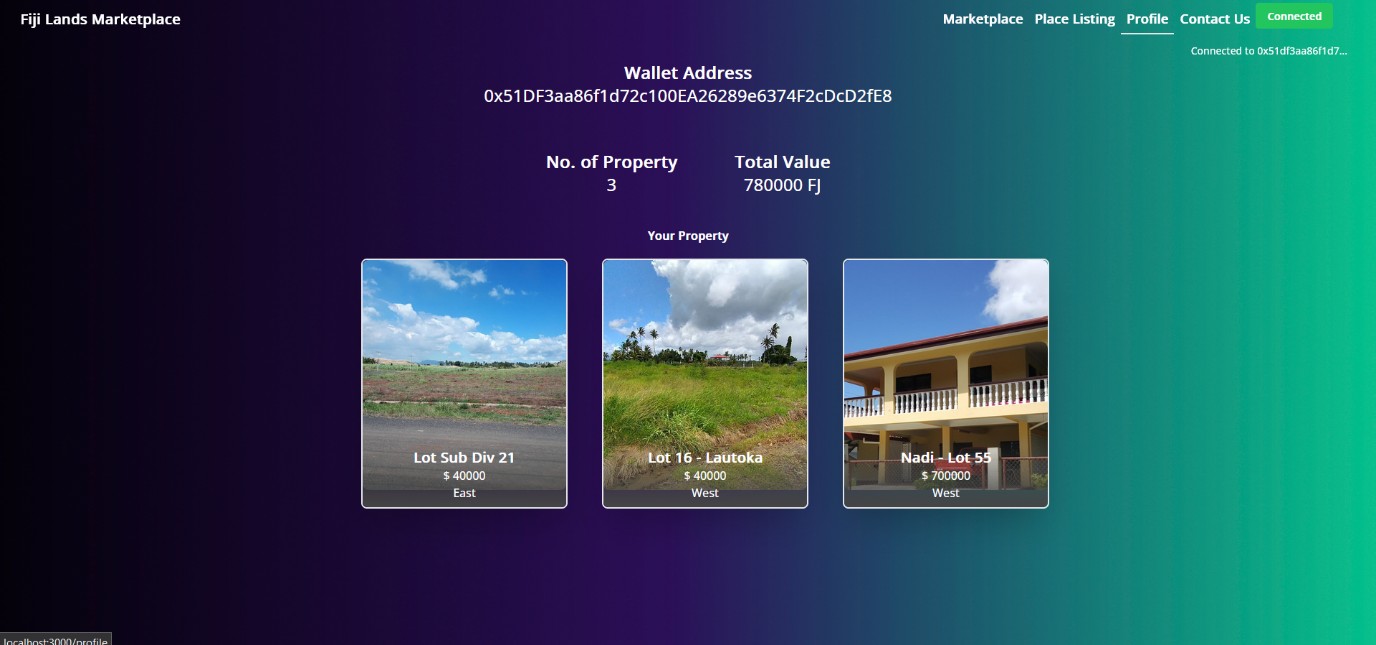 Fiji Lands Marketplace
Marketplace Place Listing Profile Contact Us Connected
Connected to 0x51df3aa86f1d7...
Wallet Address
0x51DF3aa86f1d72c100EA26289e6374F2cDcD2fE8
No. of Property Total Value
3 780000 FJ
Your Property
Lot Sub Div 21
$ 40000
East
Lot 16 - Lautoka
$ 40000
West
Nadi - Lot 55
$ 700000
West
localhost:3000/profile